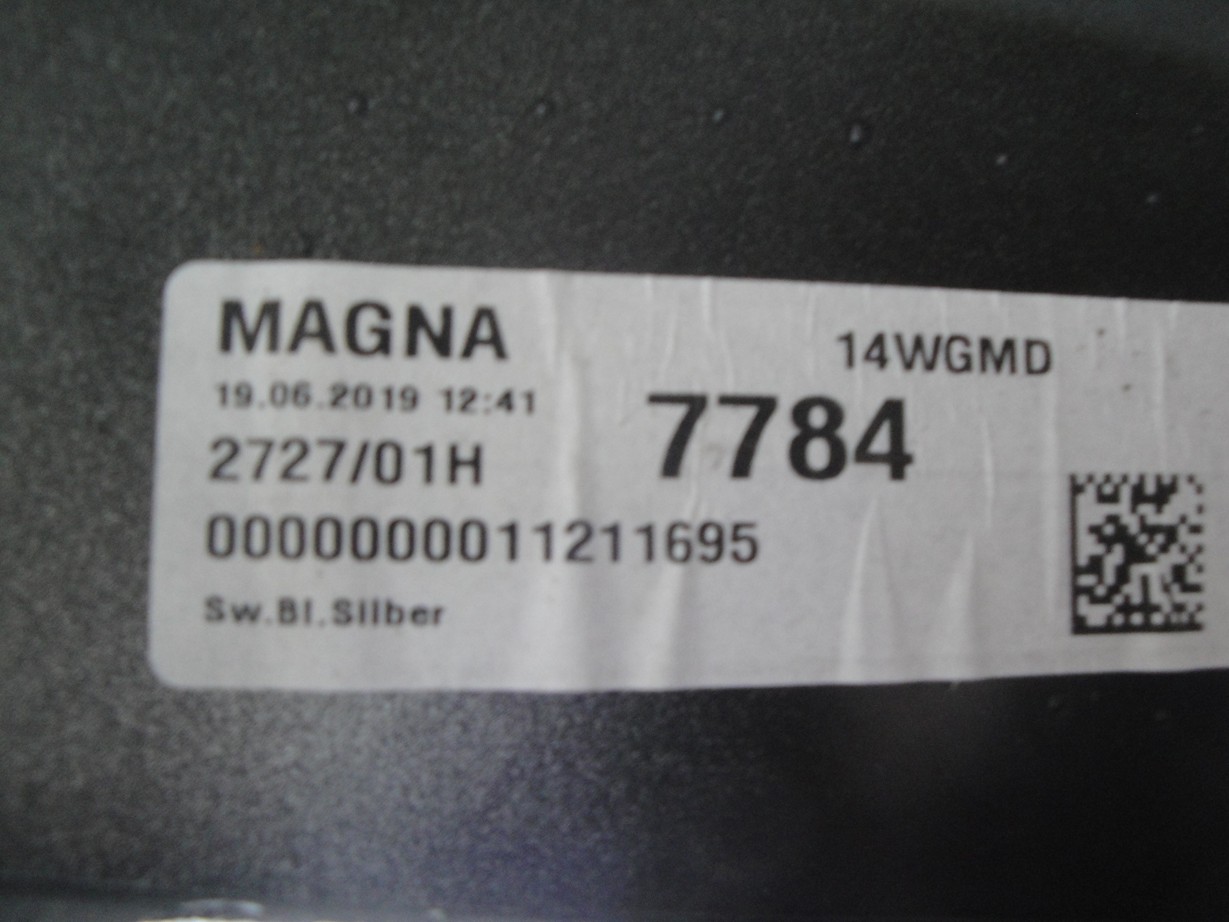 MAGNA
14WGMD
19.06.2019 12:41
7784
2727/01H
0000000011211695
Sw.Bl.Silber